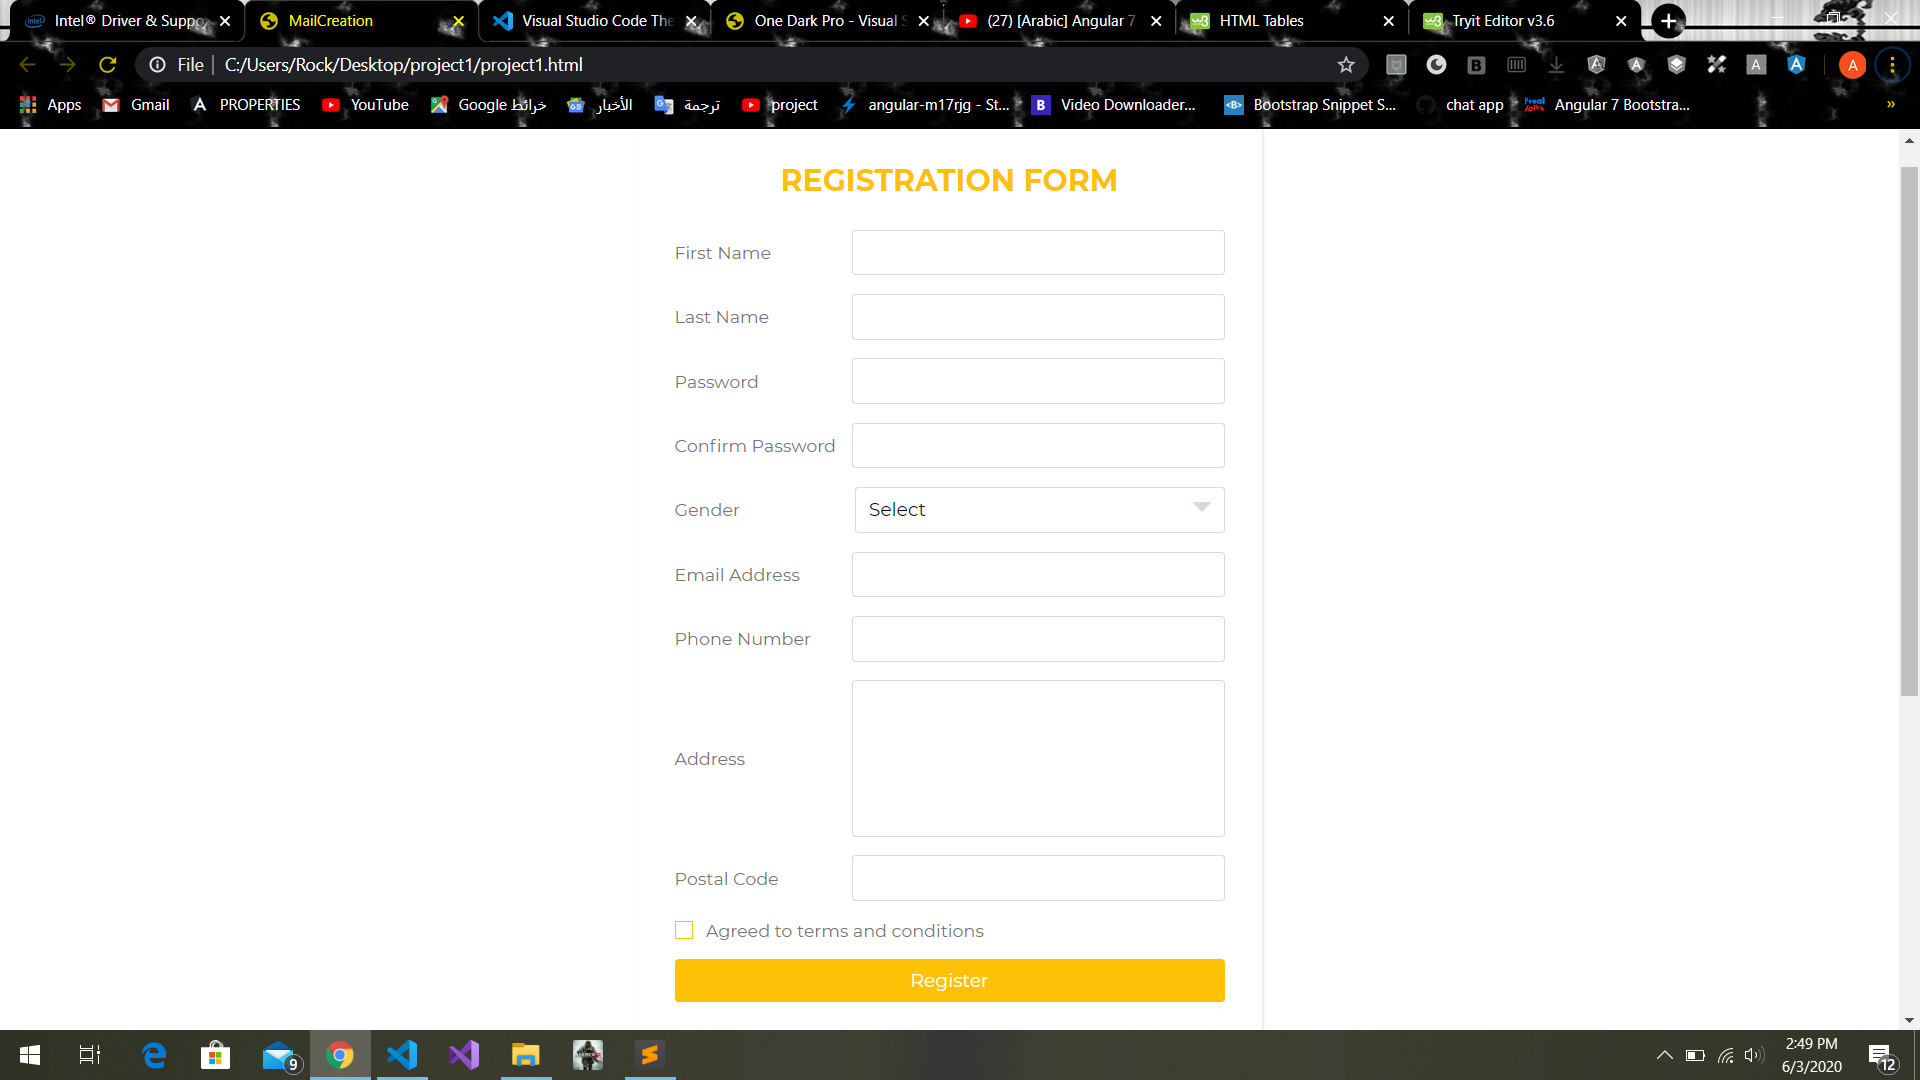 Intel® Driver & Suppo
MailCreation
Visual Studio Code The
One Dark Pro - Visual S
(27) [Arabic] Angular 7
HTML Tables
Tryit Editor v3.6
File
C:/Users/Rock/Desktop/project1/project1.html
Apps
Gmail
PROPERTIES
YouTube
خرائط Google
الأخبار
ترجمة
project
angular-m17rjg - St...
Video Downloader...
Bootstrap Snippet S...
chat app
Angular 7 Bootstra...
REGISTRATION FORM
First Name
Last Name
Password
Confirm Password
Gender
Select
Email Address
Phone Number
Address
Postal Code
Agreed to terms and conditions
Register
9
2:49 PM
6/3/2020
12